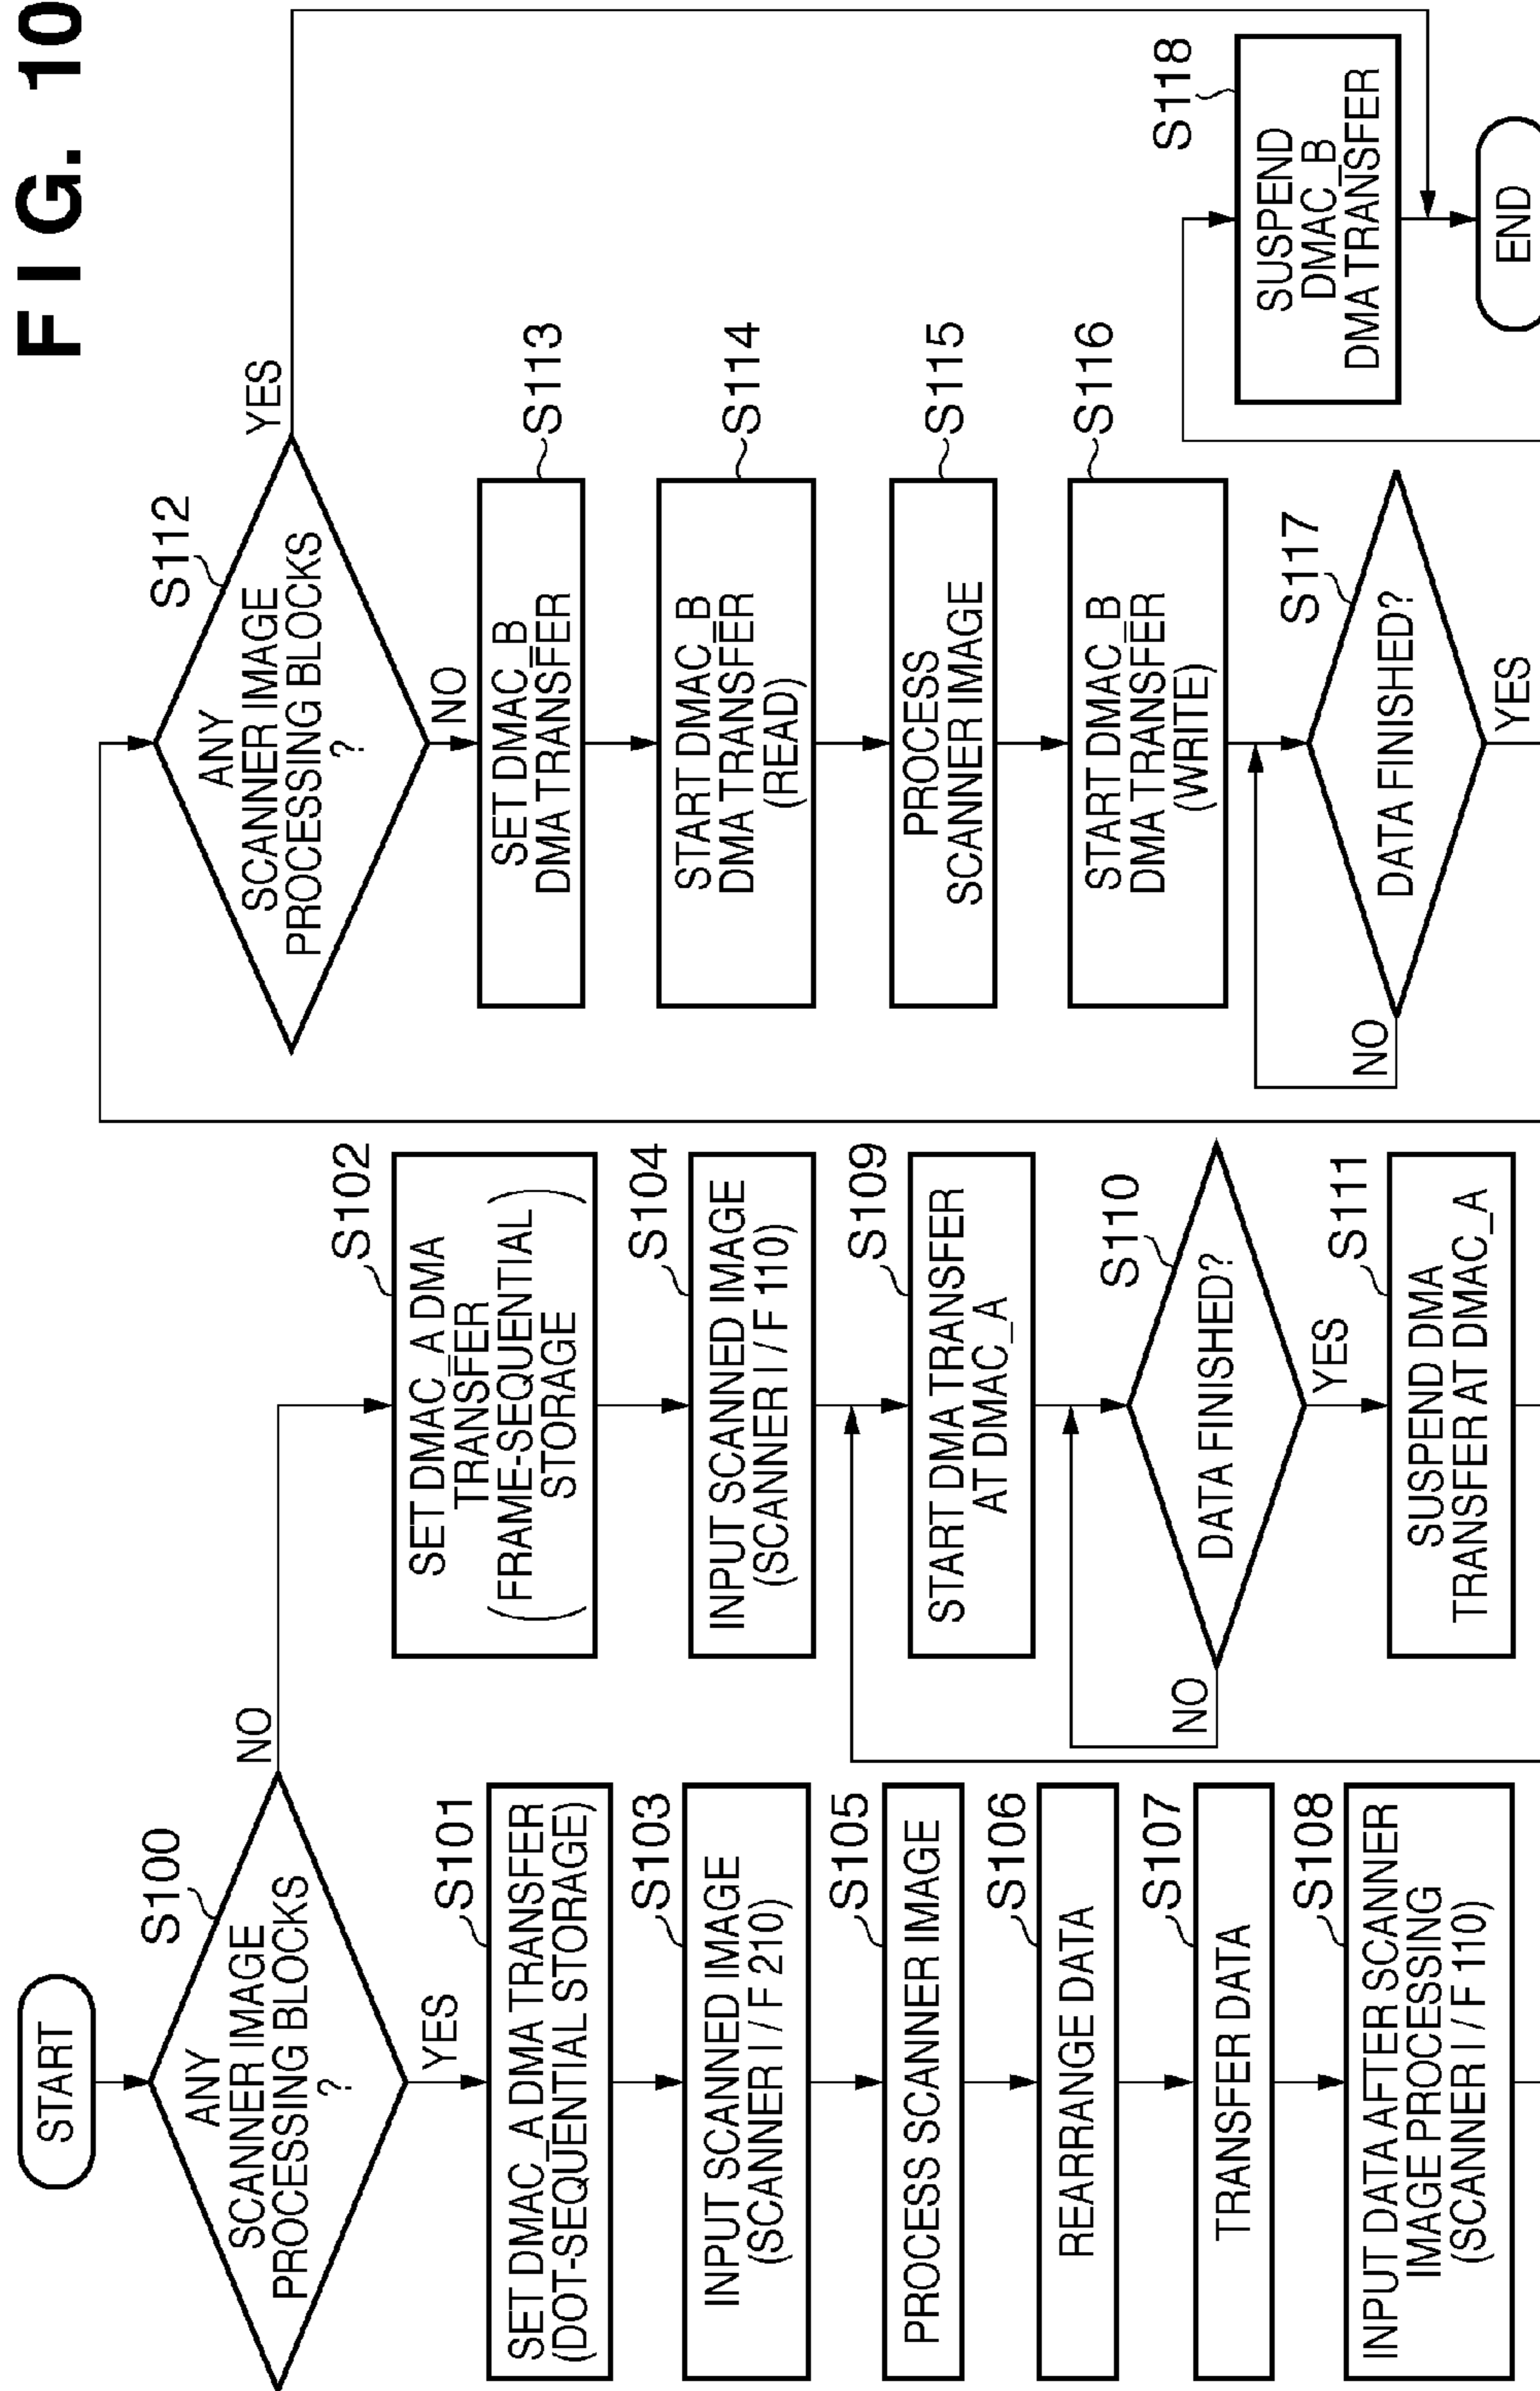 F I G. 10
START
S100
ANY
SCANNER IMAGE
PROCESSING BLOCKS
?
NO
YES
S101
SET DMAC_A DMA TRANSFER
(DOT-SEQUENTIAL STORAGE)
S103
INPUT SCANNED IMAGE
(SCANNER I / F 210)
S105
PROCESS SCANNER IMAGE
S106
REARRANGE DATA
S107
TRANSFER DATA
S108
INPUT DATA AFTER SCANNER
IMAGE PROCESSING
(SCANNER I / F 110)
S102
SET DMAC_A DMA
TRANSFER
(FRAME-SEQUENTIAL
STORAGE)
S104
INPUT SCANNED IMAGE
(SCANNER I / F 110)
S109
START DMA TRANSFER
AT DMAC_A
S110
DATA FINISHED?
NO
YES
S111
SUSPEND DMA
TRANSFER AT DMAC_A
S112
ANY
SCANNER IMAGE
PROCESSING BLOCKS
?
YES
NO
S113
SET DMAC_B
DMA TRANSFER
S114
START DMAC_B
DMA TRANSFER
(READ)
S115
PROCESS
SCANNER IMAGE
S116
START DMAC_B
DMA TRANSFER
(WRITE)
S117
DATA FINISHED?
NO
YES
S118
SUSPEND
DMAC_B
DMA TRANSFER
END